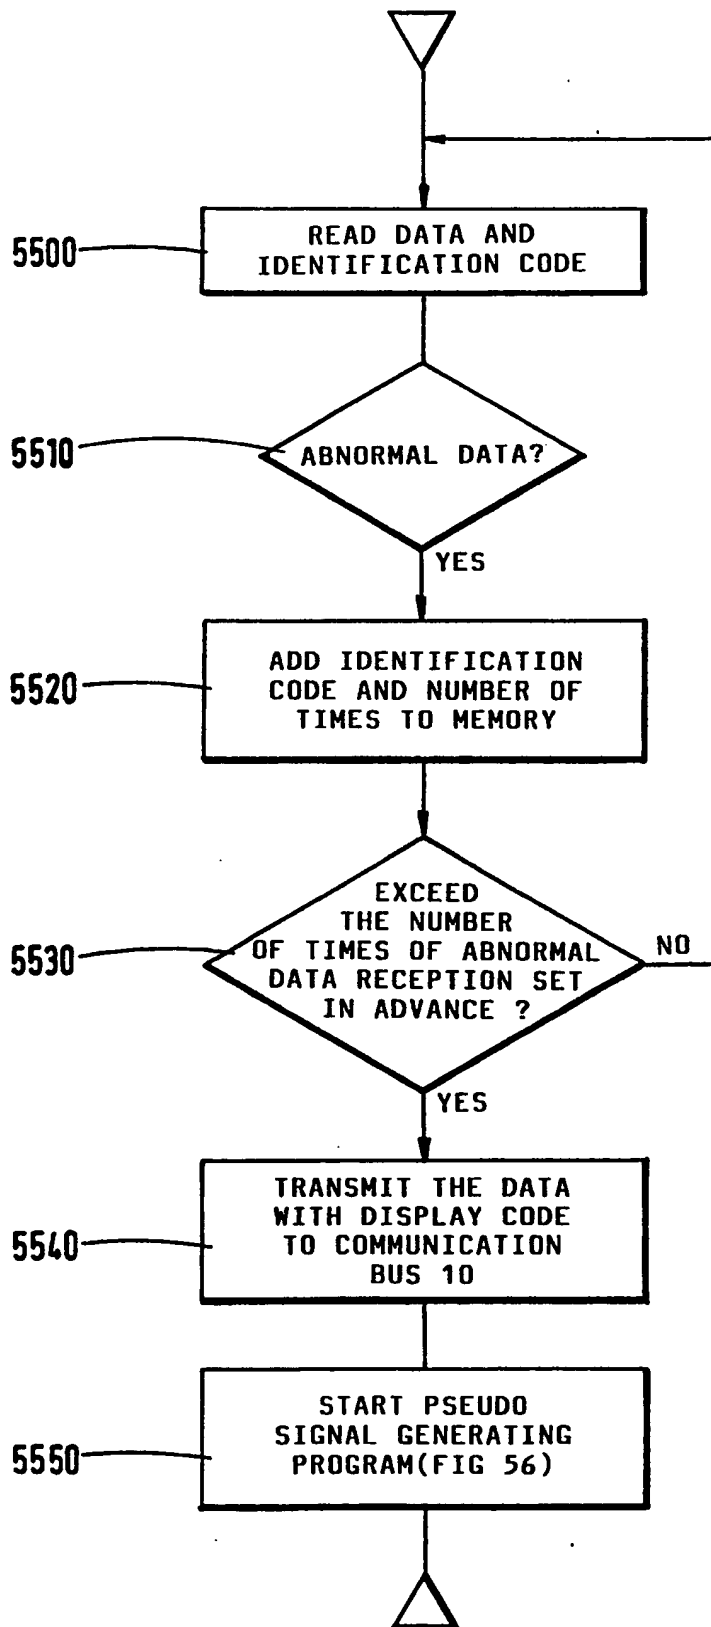 5500
READ DATA AND
IDENTIFICATION CODE
5510
ABNORMAL DATA?
YES
5520
ADD IDENTIFICATION
CODE AND NUMBER OF
TIMES TO MEMORY
5530
EXCEED
THE NUMBER
OF TIMES OF ABNORMAL
DATA RECEPTION SET
IN ADVANCE ?
NO
YES
5540
TRANSMIT THE DATA
WITH DISPLAY CODE
TO COMMUNICATION
BUS 10
5550
START PSEUDO
SIGNAL GENERATING
PROGRAM(FIG 56)